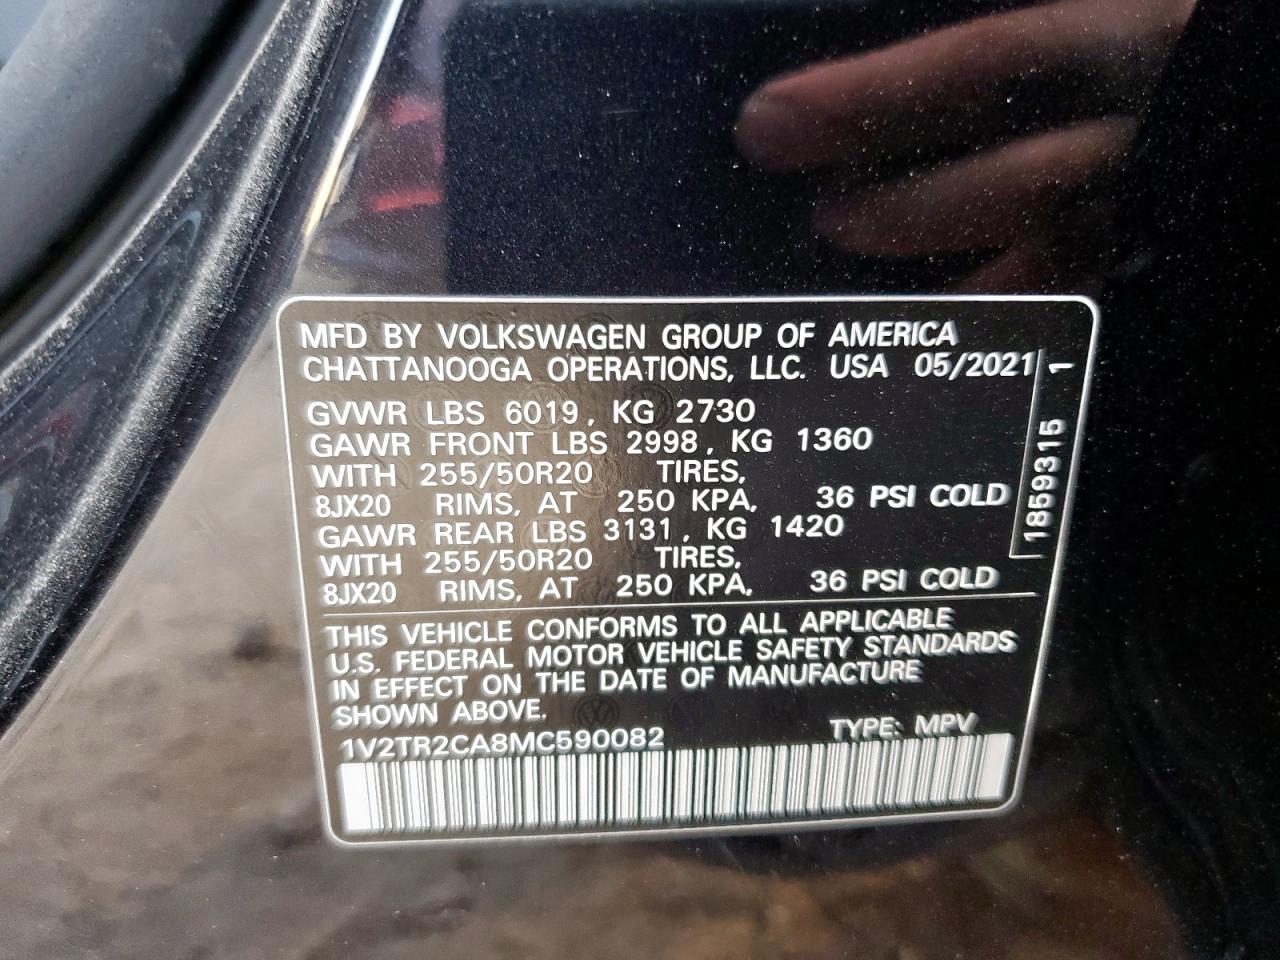 MFD BY VOLKSWAGEN GROUP OF AMERICA
CHATTANOOGA OPERATIONS, LLC. USA 05/2021
GVWR LBS 6019, KG 2730
GAWR FRONT LBS 2998, KG 1360
WITH 255/50R20 TIRES,
8JX20 RIMS, AT 250 KPA, 36 PSI COLD
GAWR REAR LBS 3131, KG 1420
WITH 255/50R20 TIRES,
8JX20 RIMS, AT 250 KPA, 36 PSI COLD
1859315 1
THIS VEHICLE CONFORMS TO ALL APPLICABLE
U.S. FEDERAL MOTOR VEHICLE SAFETY STANDARDS
IN EFFECT ON THE DATE OF MANUFACTURE
SHOWN ABOVE.
1V2TR2CA8MC590082 TYPE: MPV